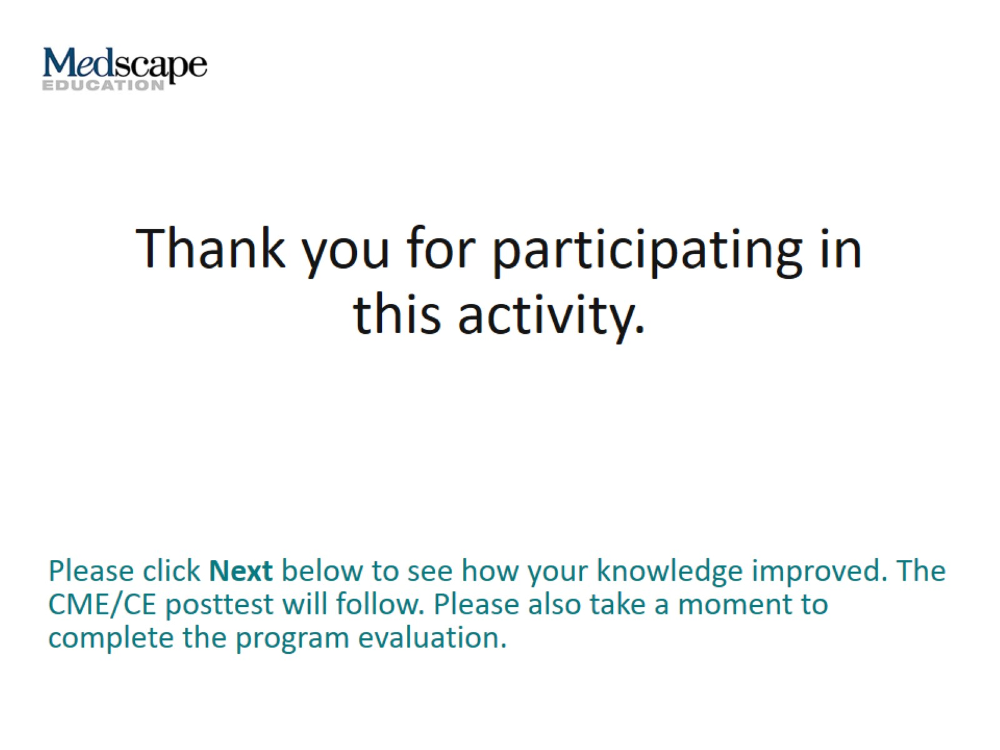 Medscape
EDUCATION
Thank you for participating in
this activity.
Please click Next below to see how your knowledge improved. The
CME/CE posttest will follow. Please also take a moment to
complete the program evaluation.